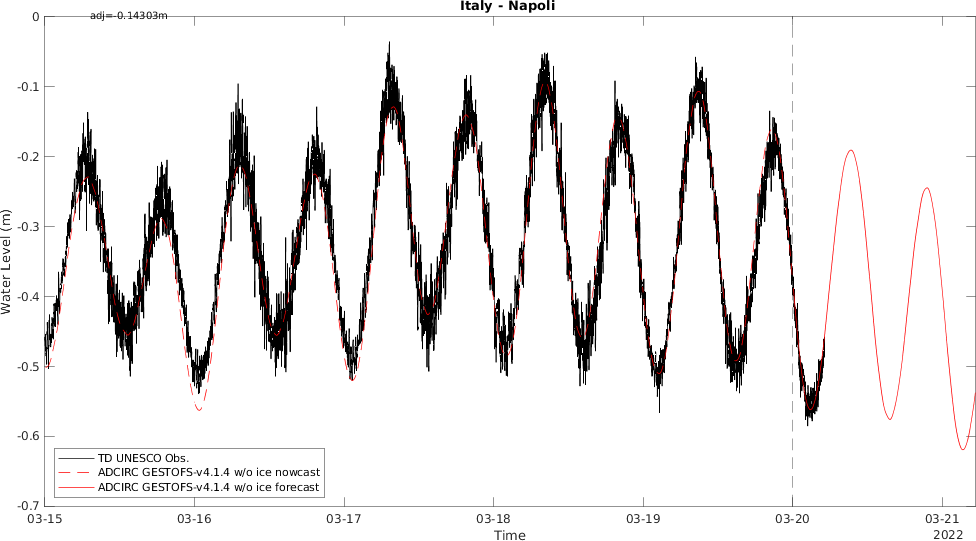 Italy - Napoli
adj=-0.14303m
0
-0.1
-0.2
-0.3
-0.4
-0.5
-0.6
-0.7
Water Level (m)
TD UNESCO Obs.
ADCIRC GESTOFS-v4.1.4 w/o ice nowcast
ADCIRC GESTOFS-v4.1.4 w/o ice forecast
03-15 03-16 03-17 03-18 03-19 03-20 03-21
Time
2022